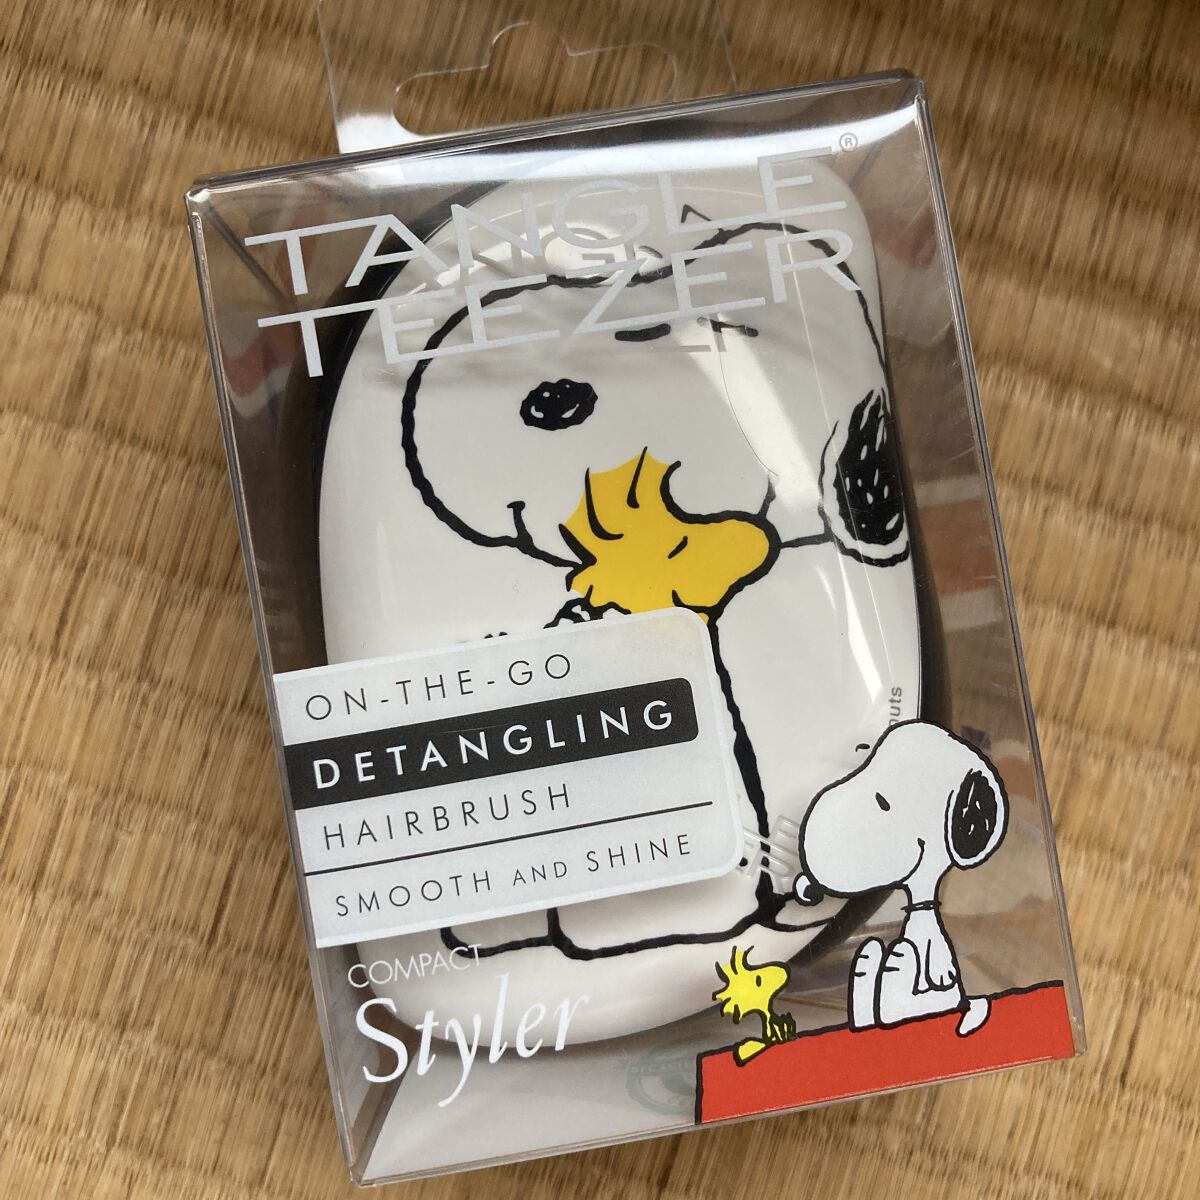 TANGLE®
TEEZER
ON-THE-GO
DETANGLING
HAIRBRUSH
SMOOTH AND SHINE
COMPACT
Styler